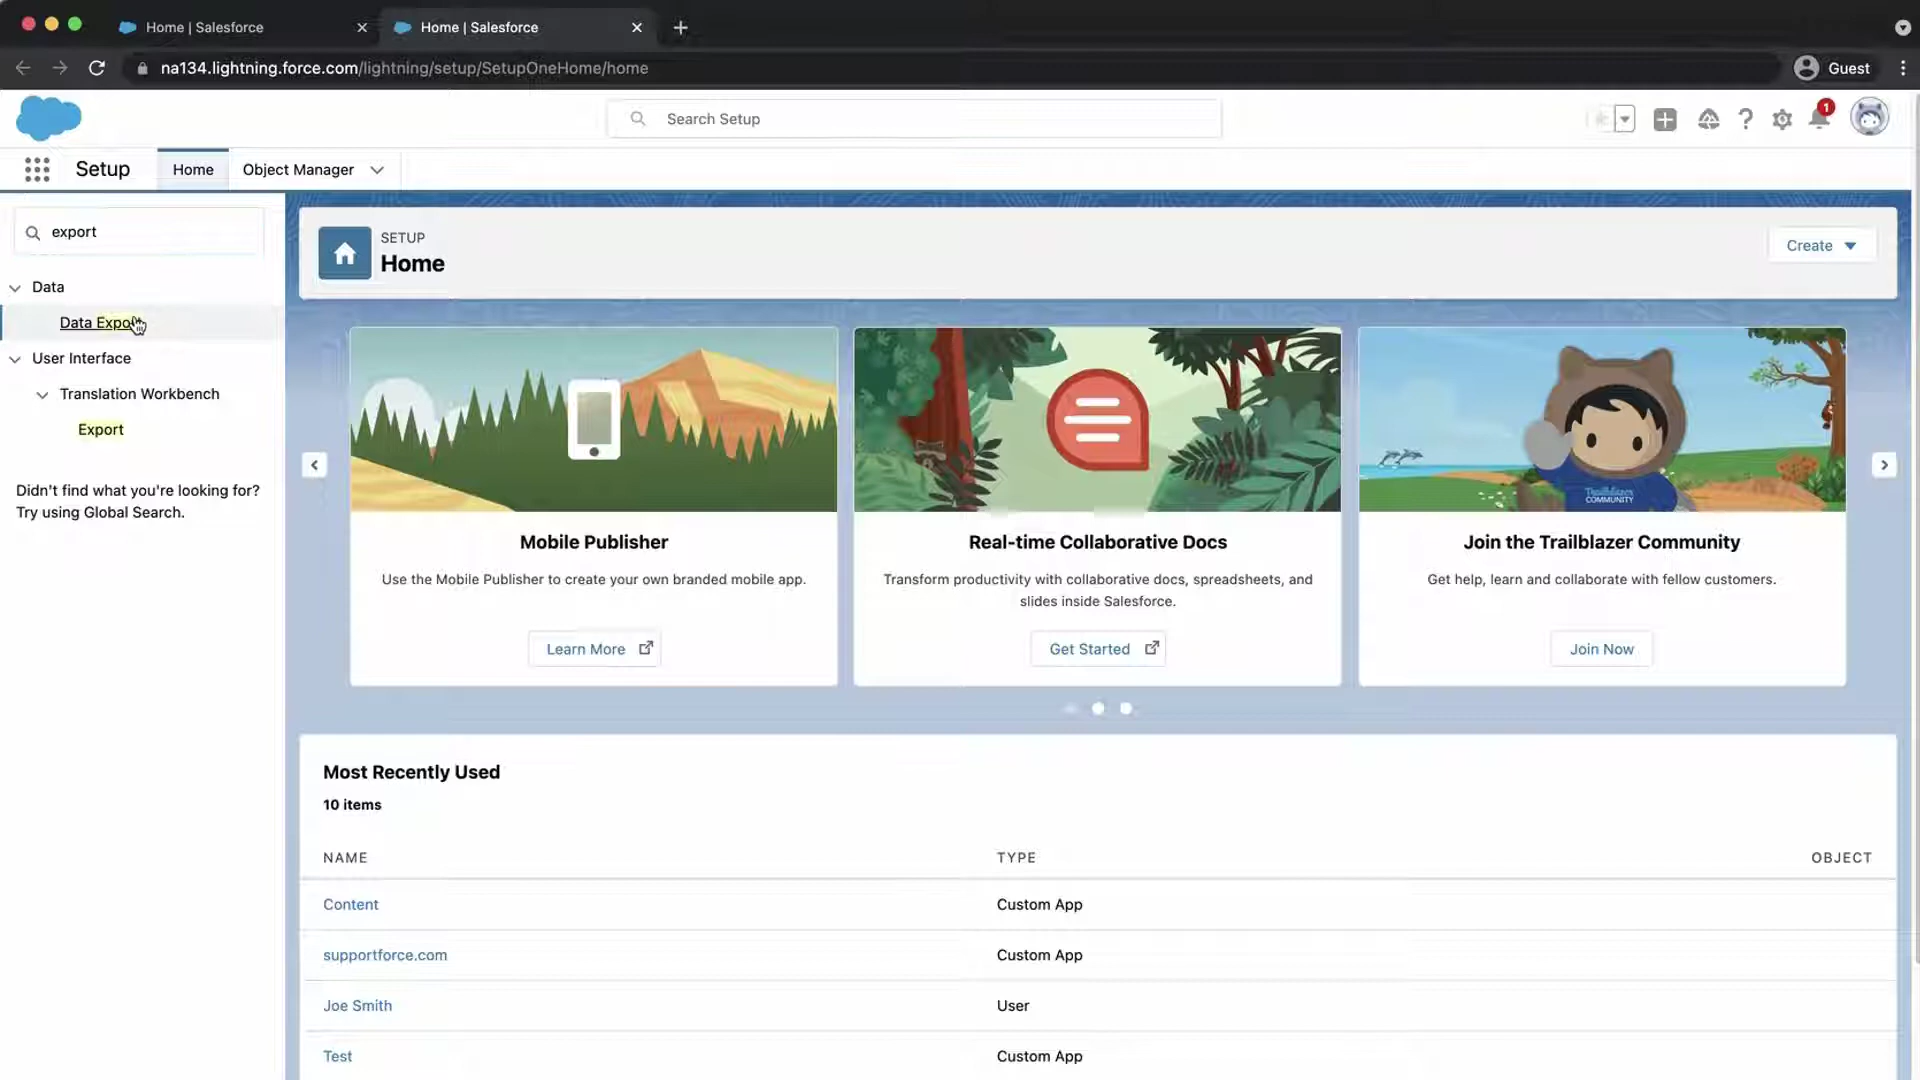 Home | Salesforce
Home | Salesforce
na134.lightning.force.com/lightning/setup/SetupOneHome/home
Guest
Search Setup
1
Setup
Home
Object Manager
export
Data
Data Export
User Interface
Translation Workbench
Export
Didn't find what you're looking for?
Try using Global Search.
SETUP
Home
Create
TRAILBLAZER
COMMUNITY
Mobile Publisher
Use the Mobile Publisher to create your own branded mobile app.
Learn More
Real-time Collaborative Docs
Transform productivity with collaborative docs, spreadsheets, and
slides inside Salesforce.
Get Started
Join the Trailblazer Community
Get help, learn and collaborate with fellow customers.
Join Now
Most Recently Used
10 items
NAME TYPE OBJECT
Content Custom App
supportforce.com Custom App
Joe Smith User
Test Custom App